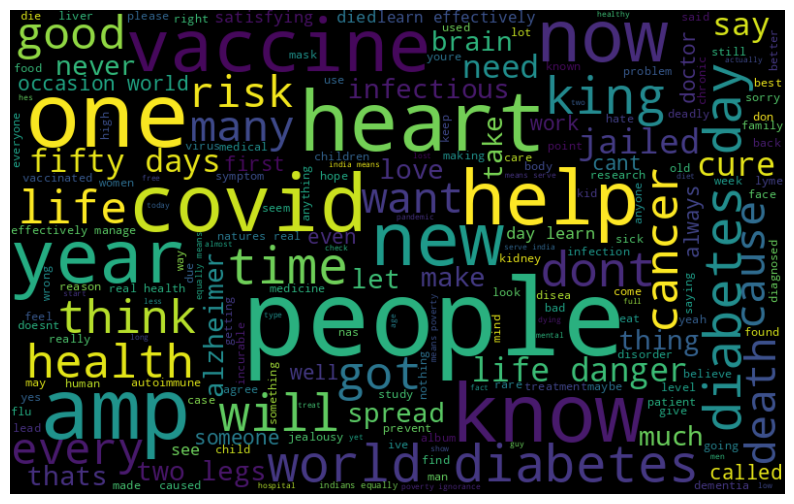 die liver please right satisfying died learn effectively healthy said
good vaccine now say
food never mask used youre lot brain problem known better actually
occasion world use need doctor still best sorry
one risk heart infectious king chronic deadly
everyone high virus medical keep two hate don family
many children making take work jailed day back
fifty days first vaccinated women free symptom india means point care body cant research old week lyme cure
life covid love want help means serve kid anyone face
effectively manage today anything hope seem pandemic day learn always
year natures real even new infection sick cancer diabetes cause diagnosed
reason real health way almost check serve india kidney saying
wrong due equally means time let make dont
think alzheimer medicine look disea come full yeah
feel start less getting nas bad eat found
doesnt really long incurable type people mind means poverty dying mental thing disorder
health age well got life danger believe
may human autoimmune something nothing rare treatment maybe level
yes case agree study patient
flu amp will treat prevent spread know give going death
lead see someone jealousy yet ive album fact guy much men
every child find show
thats two legs world diabetes called
made caused hospital indians equally man poverty ignorance dementia low
hes diet